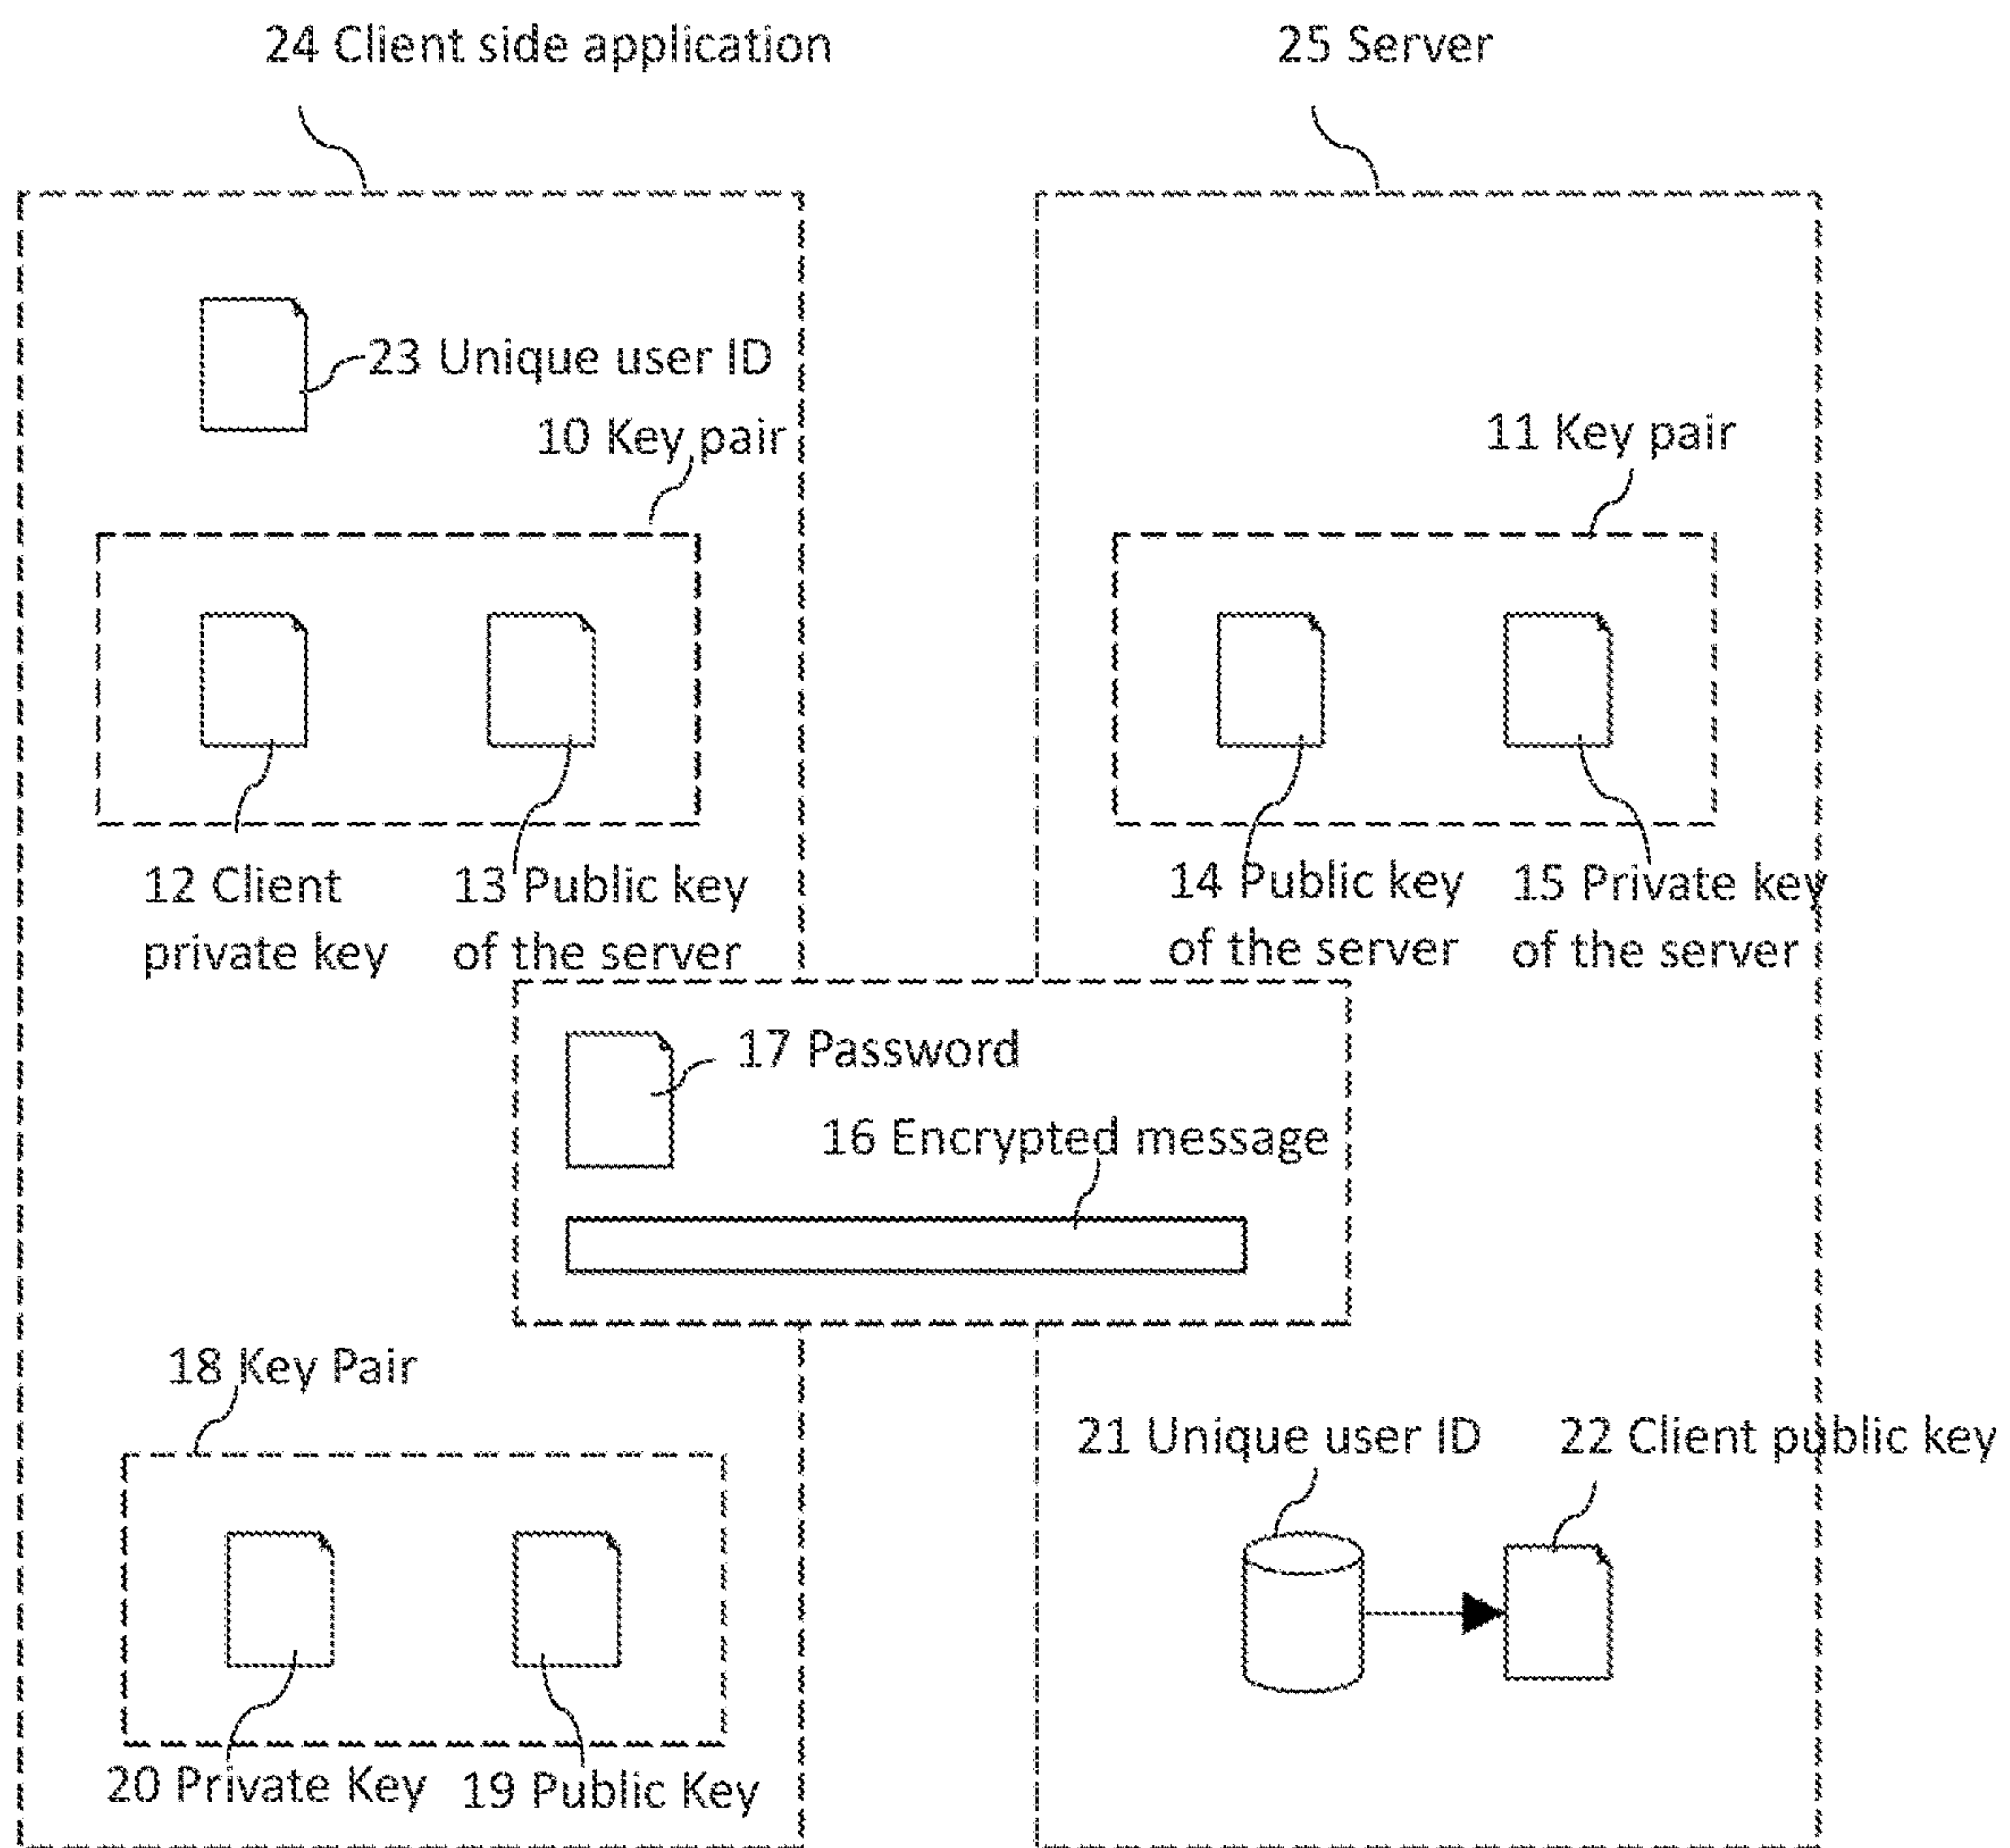 24 Client side application
25 Server
23 Unique user ID
10 Key pair
11 Key pair
12 Client
private key
13 Public key
of the server
14 Public key
of the server
15 Private key
of the server
17 Password
16 Encrypted message
18 Key Pair
21 Unique user ID
22 Client public key
20 Private Key
19 Public Key